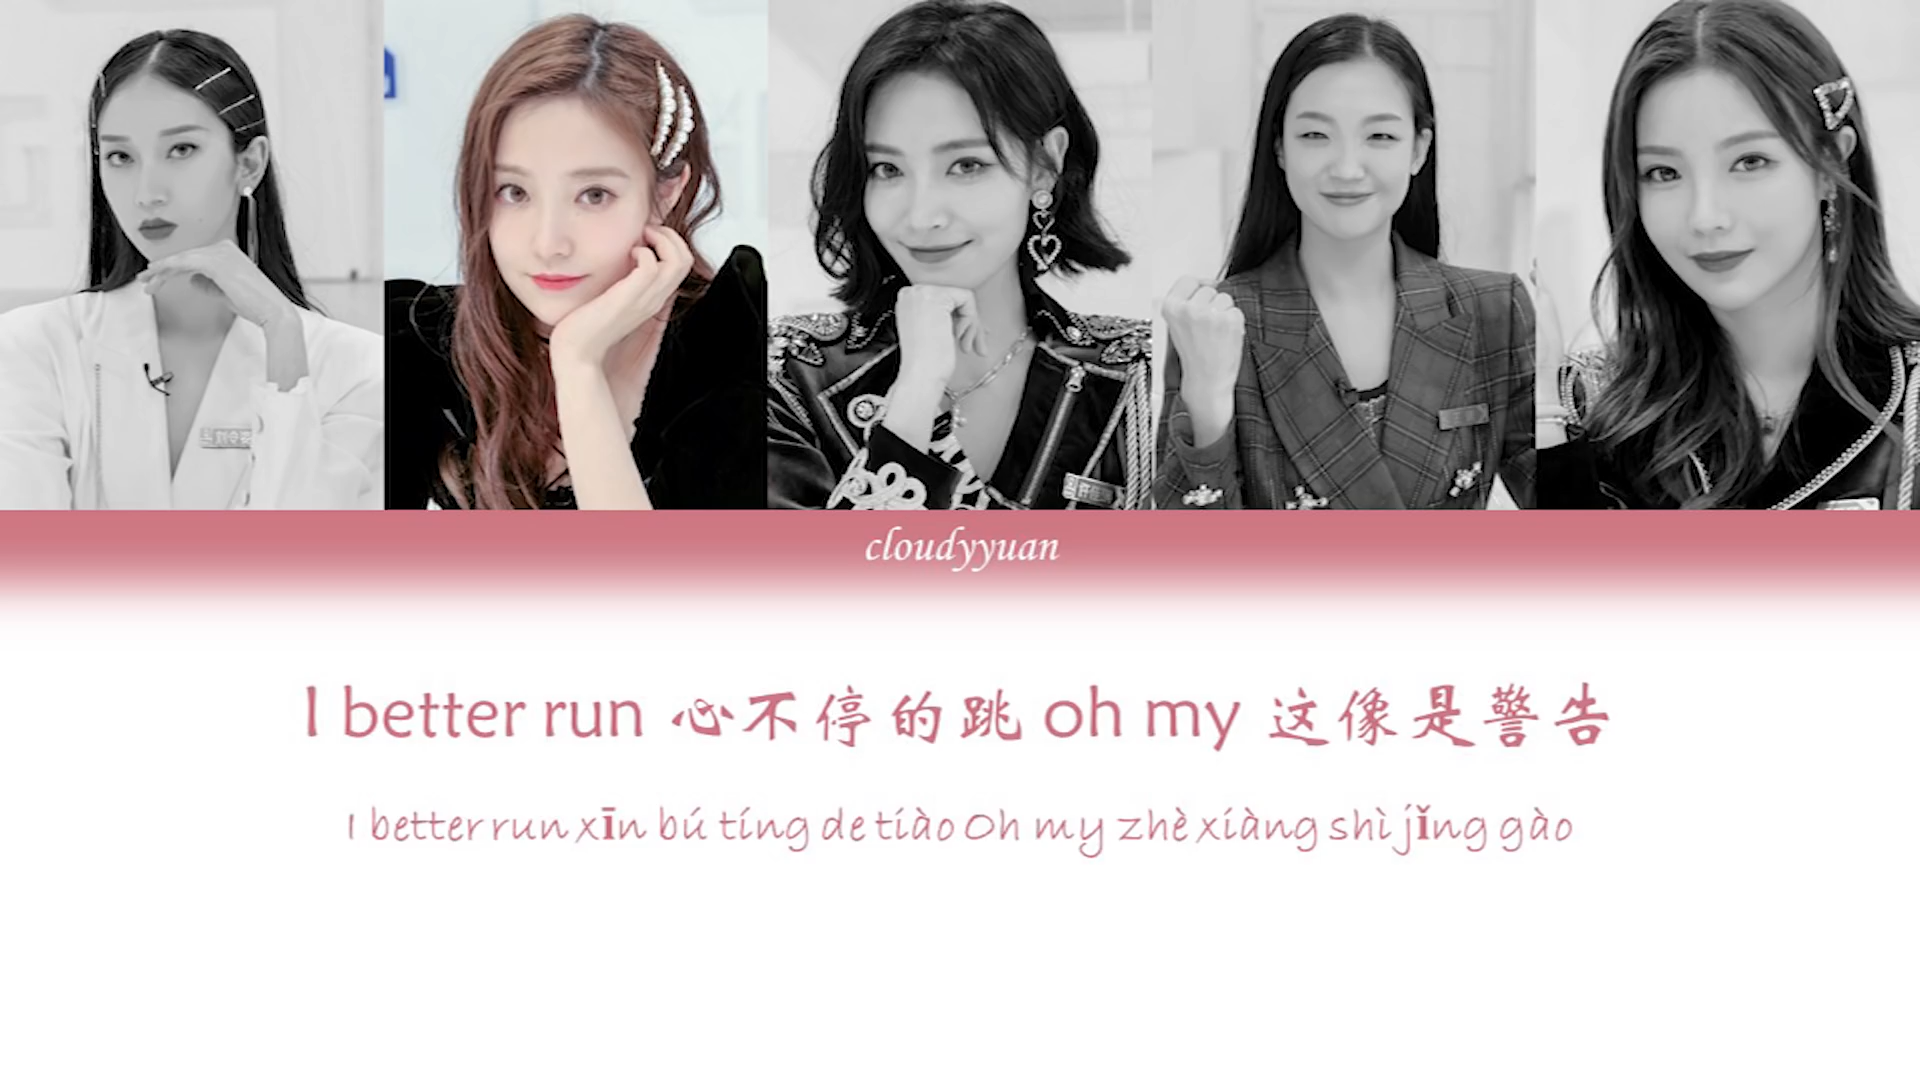 cloudyyuan
I better run 心不停的跳 oh my 这像是警告
I better run xīn bú tíng de tiào Oh my zhè xiàng shì jǐng gào